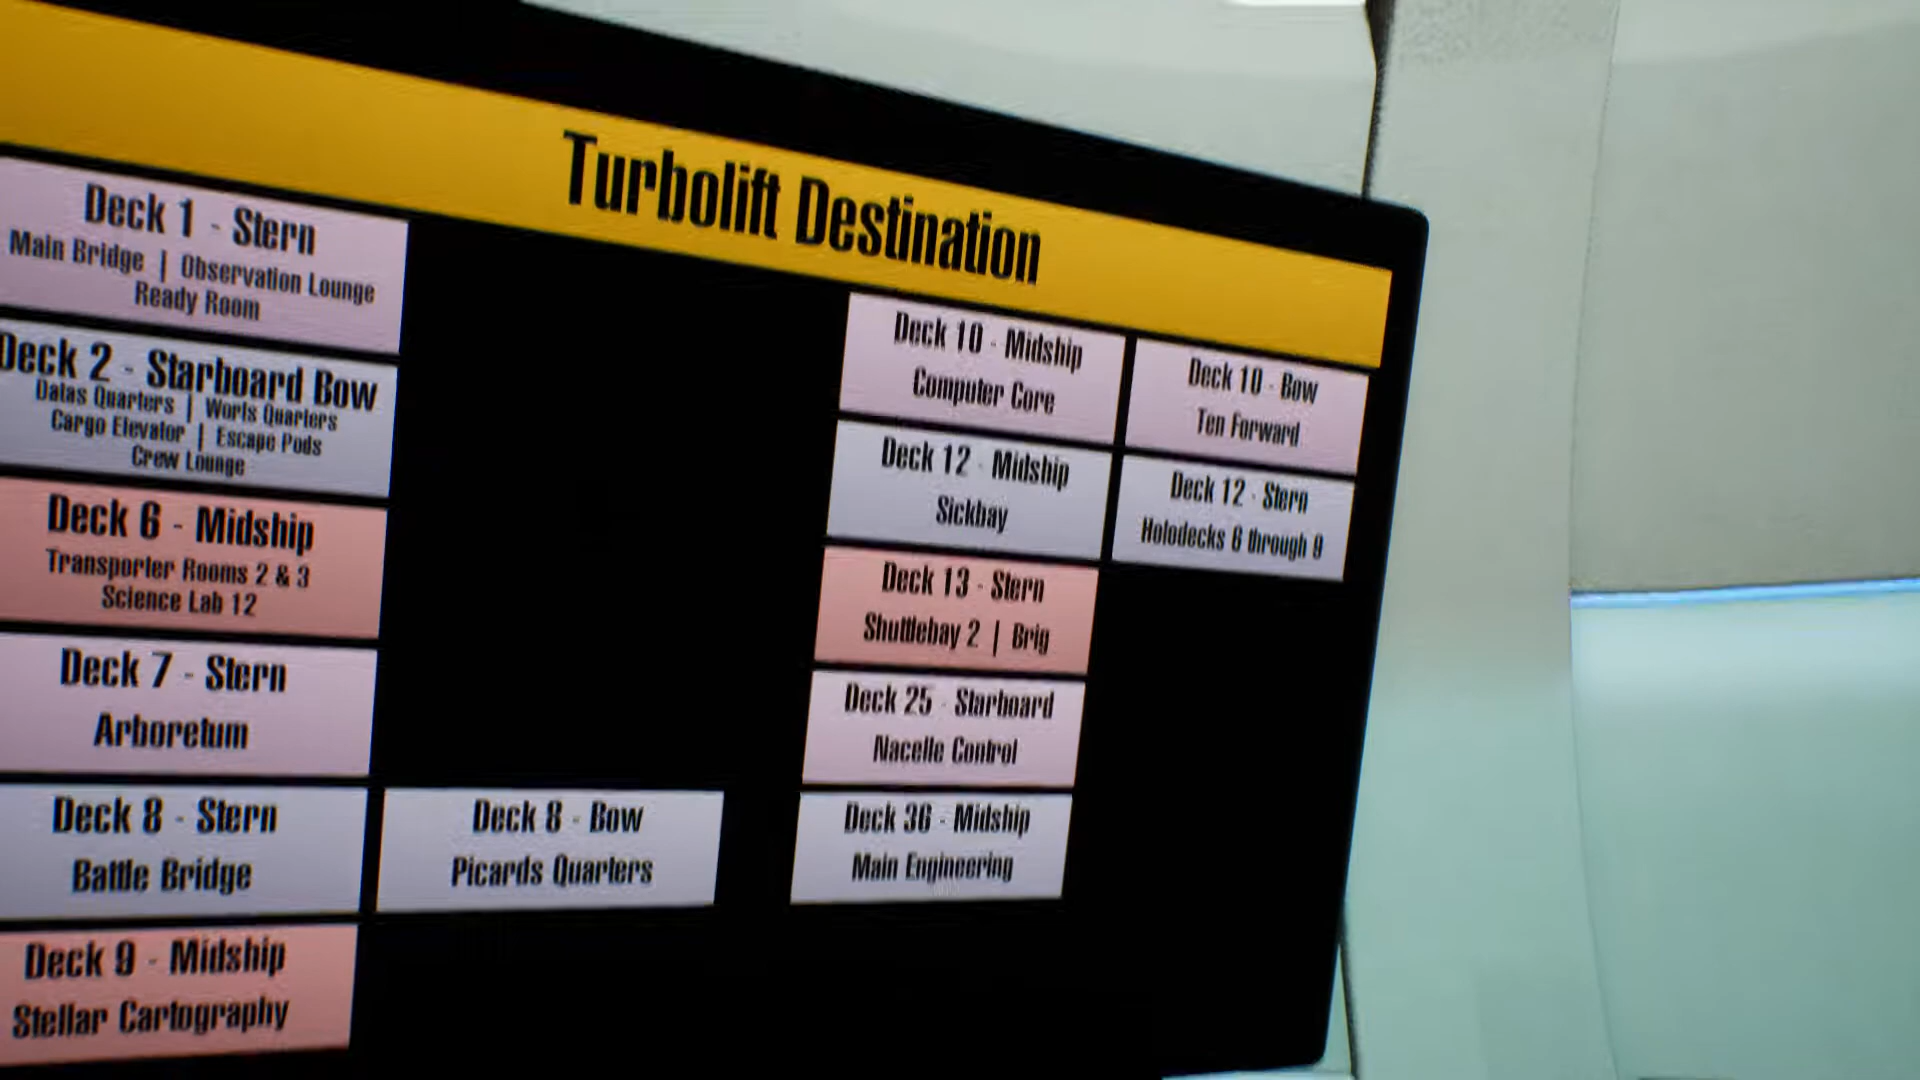 Turbolift Destination
Deck 1 - Stern
Main Bridge | Observation Lounge
Ready Room
Deck 2 - Starboard Bow
Datas Quarters | Worfs Quarters
Cargo Elevator | Escape Pods
Crew Lounge
Deck 6 - Midship
Transporter Rooms 2 & 3
Science Lab 12
Deck 7 - Stern
Arboretum
Deck 8 - Stern
Battle Bridge
Deck 8 - Bow
Picards Quarters
Deck 9 - Midship
Stellar Cartography
Deck 10 - Midship
Computer Core
Deck 10 - Bow
Ten Forward
Deck 12 - Midship
Sickbay
Deck 12 - Stern
Holodecks 6 through 9
Deck 13 - Stern
Shuttlebay 2 | Brig
Deck 25 - Starboard
Nacelle Control
Deck 36 - Midship
Main Engineering